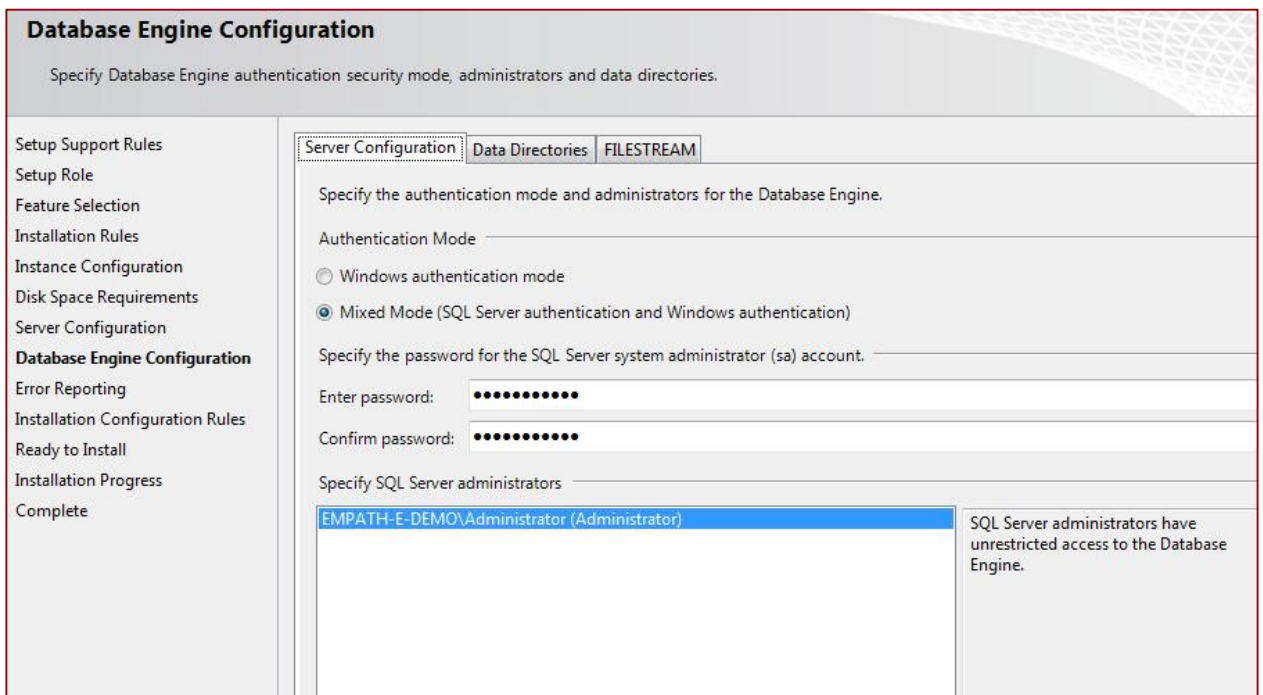 Database Engine Configuration
Specify Database Engine authentication security mode, administrators and data directories.
Setup Support Rules
Setup Role
Feature Selection
Installation Rules
Instance Configuration
Disk Space Requirements
Server Configuration
Database Engine Configuration
Error Reporting
Installation Configuration Rules
Ready to Install
Installation Progress
Complete
Server Configuration Data Directories FILESTREAM
Specify the authentication mode and administrators for the Database Engine.
Authentication Mode
Windows authentication mode
Mixed Mode (SQL Server authentication and Windows authentication)
Specify the password for the SQL Server system administrator (sa) account.
Enter password: ●●●●●●●●●●●
Confirm password: ●●●●●●●●●●●
Specify SQL Server administrators
EMPATH-E-DEMO\Administrator (Administrator)
SQL Server administrators have
unrestricted access to the Database
Engine.